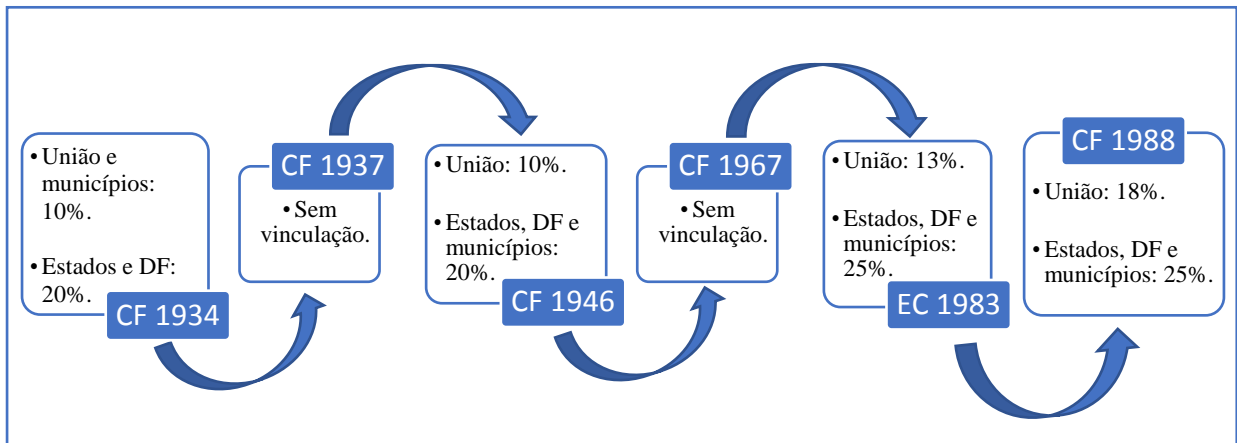 • União e
municípios:
10%.
• Estados e DF:
20%.
CF 1934
CF 1937
• Sem
vinculação.
• União: 10%.
• Estados, DF e
municípios:
20%.
CF 1946
CF 1967
• Sem
vinculação.
• União: 13%.
• Estados, DF e
municípios:
25%.
EC 1983
CF 1988
• União: 18%.
• Estados, DF e
municípios: 25%.